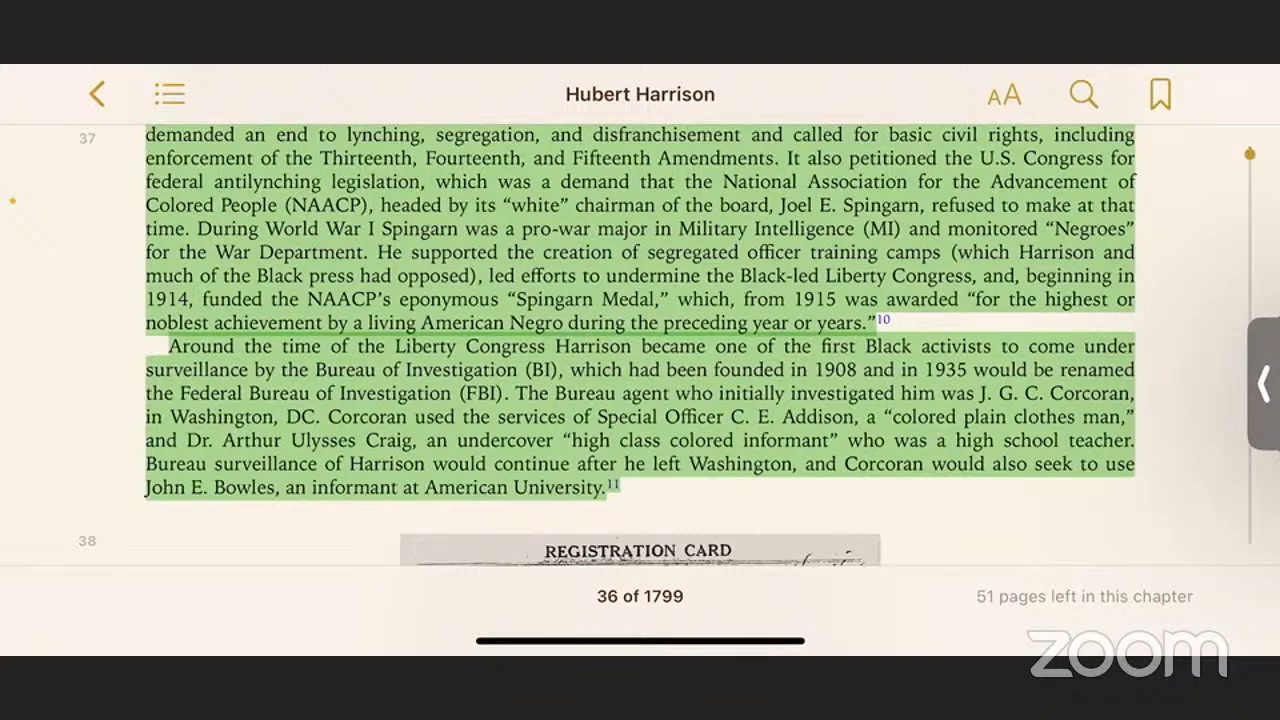 Hubert Harrison
AA
37
demanded an end to lynching, segregation, and disfranchisement and called for basic civil rights, including
enforcement of the Thirteenth, Fourteenth, and Fifteenth Amendments. It also petitioned the U.S. Congress for
federal antilynching legislation, which was a demand that the National Association for the Advancement of
Colored People (NAACP), headed by its “white” chairman of the board, Joel E. Spingarn, refused to make at that
time. During World War I Spingarn was a pro-war major in Military Intelligence (MI) and monitored “Negroes”
for the War Department. He supported the creation of segregated officer training camps (which Harrison and
much of the Black press had opposed), led efforts to undermine the Black-led Liberty Congress, and, beginning in
1914, funded the NAACP’s eponymous “Spingarn Medal,” which, from 1915 was awarded “for the highest or
noblest achievement by a living American Negro during the preceding year or years.”10
Around the time of the Liberty Congress Harrison became one of the first Black activists to come under
surveillance by the Bureau of Investigation (BI), which had been founded in 1908 and in 1935 would be renamed
the Federal Bureau of Investigation (FBI). The Bureau agent who initially investigated him was J. G. C. Corcoran,
in Washington, DC. Corcoran used the services of Special Officer C. E. Addison, a “colored plain clothes man,”
and Dr. Arthur Ulysses Craig, an undercover “high class colored informant” who was a high school teacher.
Bureau surveillance of Harrison would continue after he left Washington, and Corcoran would also seek to use
John E. Bowles, an informant at American University.11
38
REGISTRATION CARD
36 of 1799
51 pages left in this chapter
zoom